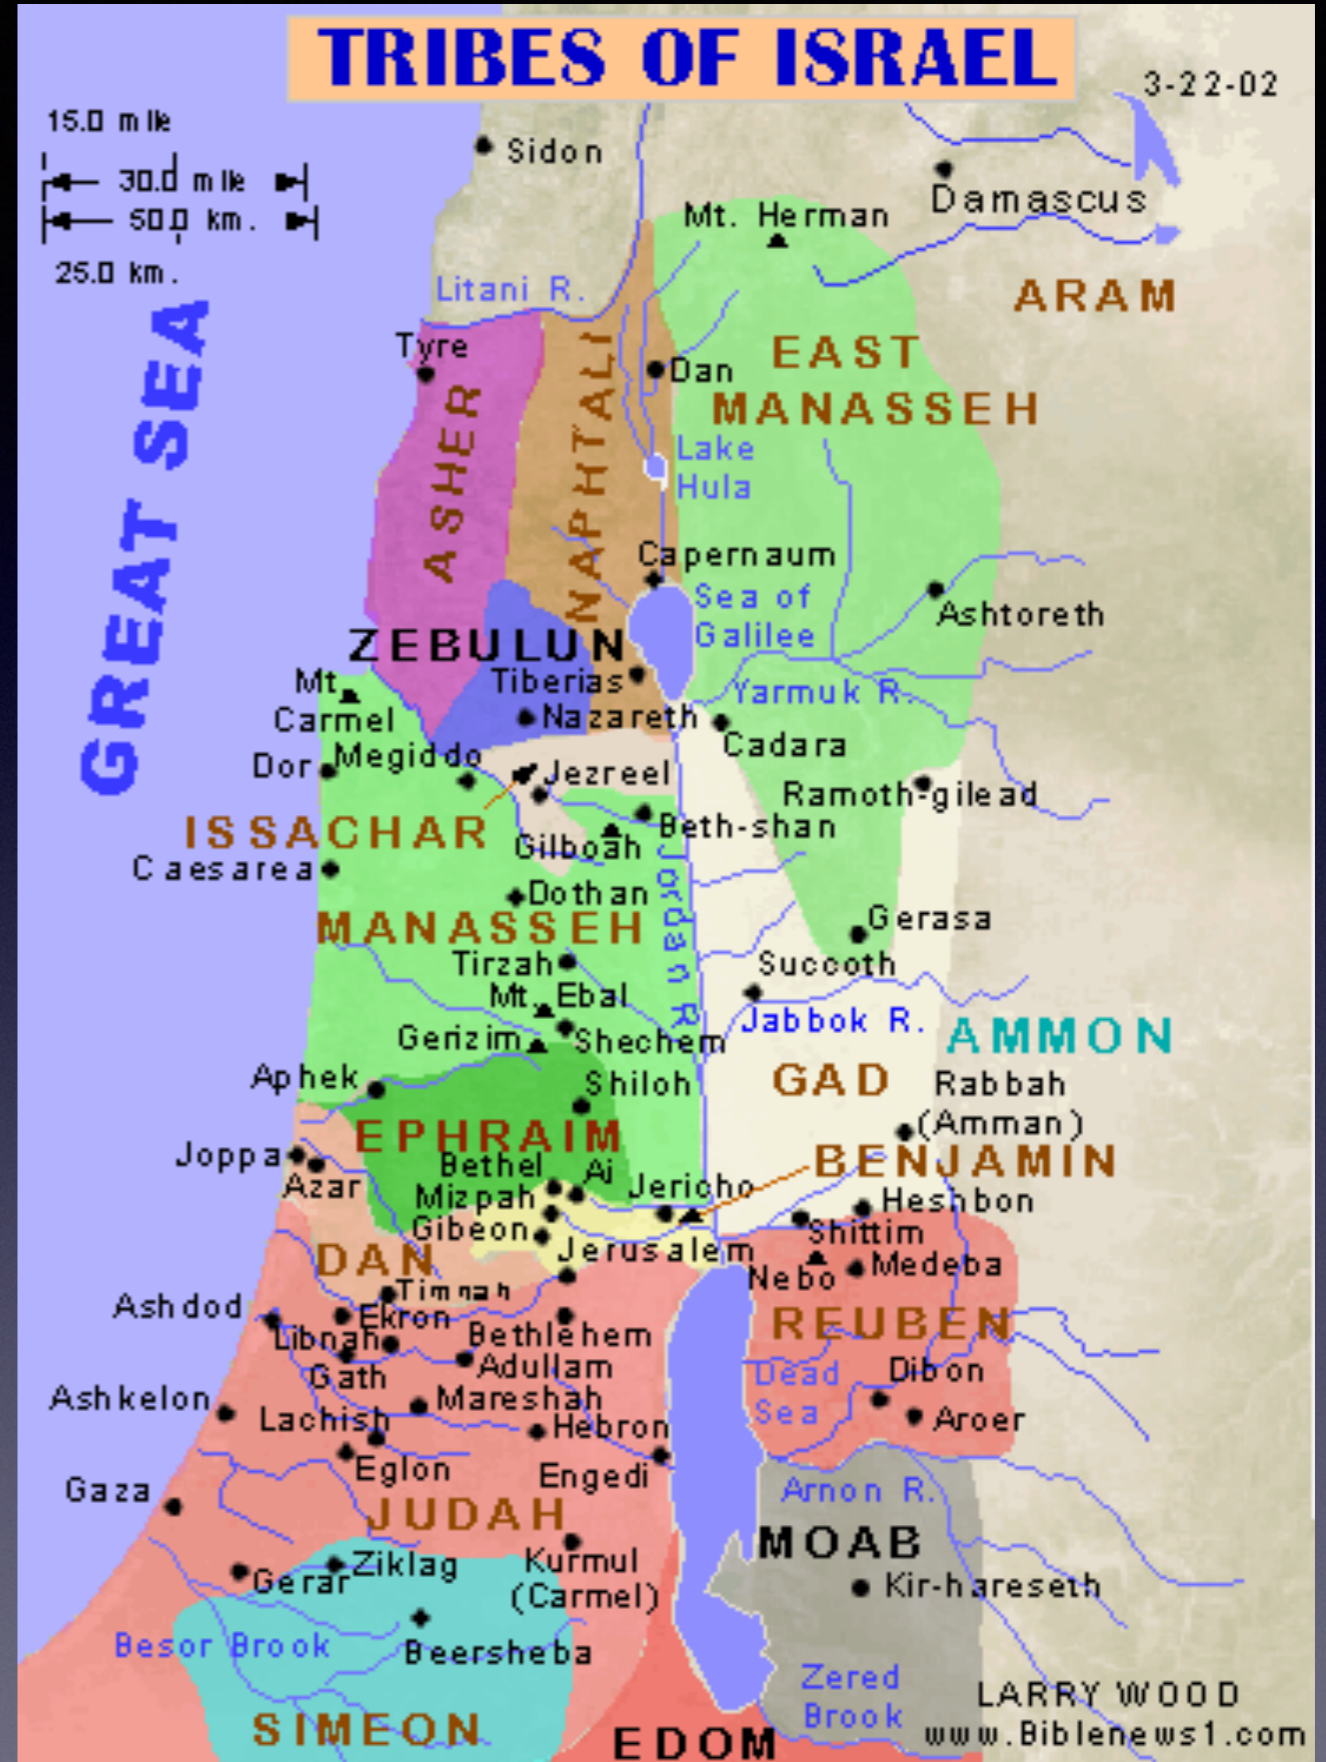 TRIBES OF ISRAEL
3-22-02
15.0 mile
30.0 mile
50.0 km.
25.0 km.
Sidon
Damascus
Mt. Herman
ARAM
Litani R.
GREAT SEA
Tyre
EAST
MANASSEH
Dan
ASHER
NAPHTALI
Lake
Hula
Capernaum
Sea of
Galilee
Ashtoreth
ZEBULUN
Tiberias
Mt.
Carmel
Yarmuk R.
Nazareth
Cadara
Dor
Megiddo
Jezreel
Ramoth-gilead
ISSACHAR
Beth-shan
Gilboah
Caesarea
Dothan
Jordan R.
MANASSEH
Gerasa
Tirzah
Succoth
Mt. Ebal
Gerizim
Shechem
Jabbok R.
AMMON
Aphek
Shiloh
GAD
Rabbah
(Amman)
EPHRAIM
Joppa
Azar
Bethel
Ai
BENJAMIN
Mizpah
Jericho
Heshbon
Gibeon
Shittim
Jerusalem
DAN
Nebo
Medeba
Timnah
Ashdod
Ekron
REUBEN
Libnah
Bethlehem
Gath
Adullam
Dead
Sea
Dibon
Ashkelon
Mareshah
Lachish
Hebron
Aroer
Eglon
Engedi
Gaza
Arnon R.
JUDAH
MOAB
Ziklag
Kurmul
(Carmel)
Gerar
Kir-hareseth
Besor Brook
Beersheba
Zered
Brook
SIMEON
EDOM
LARRY WOOD
www.Biblenews1.com